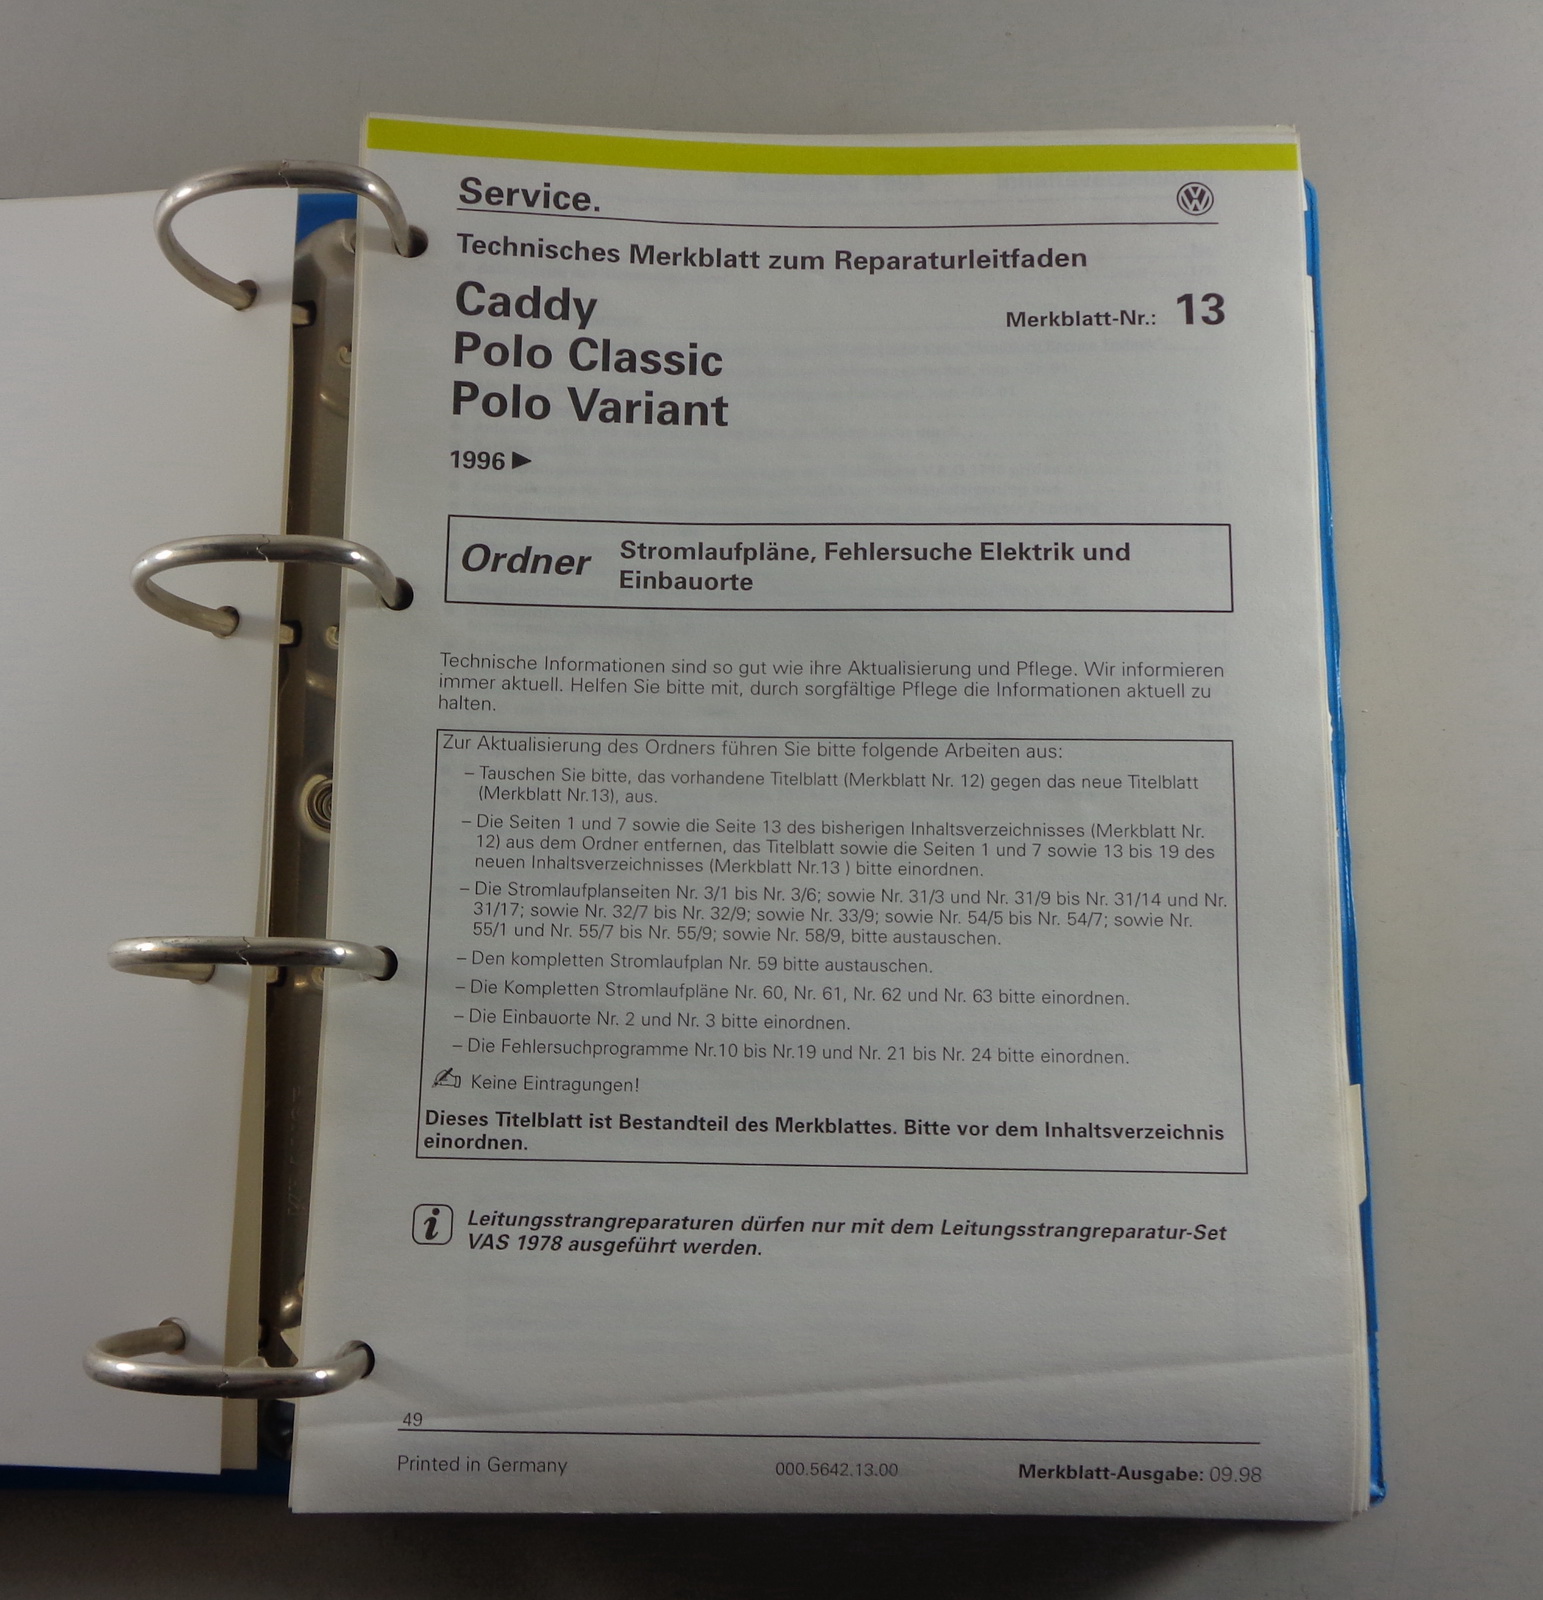 Service.
Technisches Merkblatt zum Reparaturleitfaden
Caddy
Merkblatt-Nr.: 13
Polo Classic
Polo Variant
1996 ►
Ordner
Stromlaufpläne, Fehlersuche Elektrik und
Einbauorte
Technische Informationen sind so gut wie ihre Aktualisierung und Pflege. Wir informieren
immer aktuell. Helfen Sie bitte mit, durch sorgfältige Pflege die Informationen aktuell zu
halten.
Zur Aktualisierung des Ordners führen Sie bitte folgende Arbeiten aus:
– Tauschen Sie bitte, das vorhandene Titelblatt (Merkblatt Nr. 12) gegen das neue Titelblatt
(Merkblatt Nr.13), aus.
– Die Seiten 1 und 7 sowie die Seite 13 des bisherigen Inhaltsverzeichnisses (Merkblatt Nr.
12) aus dem Ordner entfernen, das Titelblatt sowie die Seiten 1 und 7 sowie 13 bis 19 des
neuen Inhaltsverzeichnisses (Merkblatt Nr.13 ) bitte einordnen.
– Die Stromlaufplanseiten Nr. 3/1 bis Nr. 3/6; sowie Nr. 31/3 und Nr. 31/9 bis Nr. 31/14 und Nr.
31/17; sowie Nr. 32/7 bis Nr. 32/9; sowie Nr. 33/9; sowie Nr. 54/5 bis Nr. 54/7; sowie Nr.
55/1 und Nr. 55/7 bis Nr. 55/9; sowie Nr. 58/9, bitte austauschen.
– Den kompletten Stromlaufplan Nr. 59 bitte austauschen.
– Die Kompletten Stromlaufpläne Nr. 60, Nr. 61, Nr. 62 und Nr. 63 bitte einordnen.
– Die Einbauorte Nr. 2 und Nr. 3 bitte einordnen.
– Die Fehlersuchprogramme Nr.10 bis Nr.19 und Nr. 21 bis Nr. 24 bitte einordnen.
Keine Eintragungen!
Dieses Titelblatt ist Bestandteil des Merkblattes. Bitte vor dem Inhaltsverzeichnis
einordnen.
i Leitungsstrangreparaturen dürfen nur mit dem Leitungsstrangreparatur-Set
VAS 1978 ausgeführt werden.
49
Printed in Germany
000.5642.13.00
Merkblatt-Ausgabe: 09.98